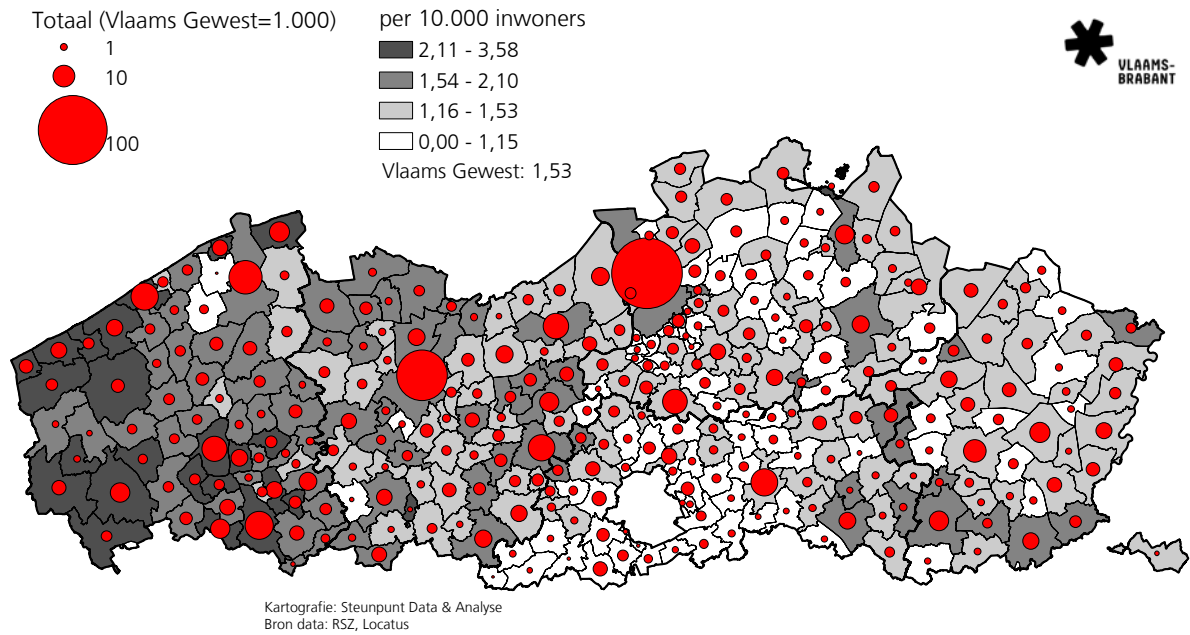 Totaal (Vlaams Gewest=1.000)
1
10
100
per 10.000 inwoners
2,11 - 3,58
1,54 - 2,10
1,16 - 1,53
0,00 - 1,15
Vlaams Gewest: 1,53
VLAAMS-
BRABANT
Kartografie: Steunpunt Data & Analyse
Bron data: RSZ, Locatus